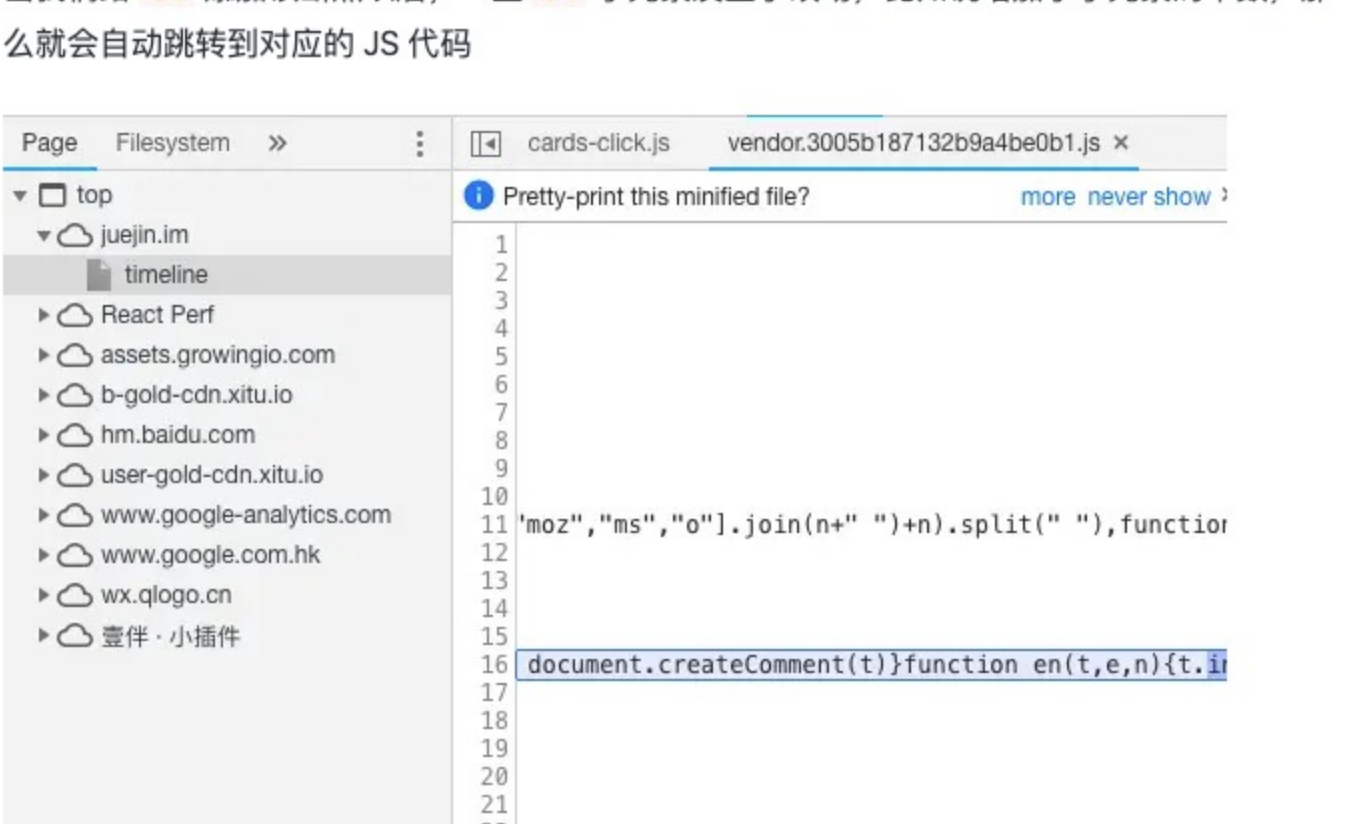 么就会自动跳转到对应的 JS 代码
Page Filesystem »
cards-click.js vendor.3005b187132b9a4be0b1.js ×
Pretty-print this minified file? more never show
top
juejin.im
timeline
React Perf
assets.growingio.com
b-gold-cdn.xitu.io
hm.baidu.com
user-gold-cdn.xitu.io
www.google-analytics.com
www.google.com.hk
wx.qlogo.cn
壹伴 · 小插件
1
2
3
4
5
6
7
8
9
10
11 "moz","ms","o"].join(n+" ")+n).split(" "),function
12
13
14
15
16 document.createComment(t)}function en(t,e,n){t.in
17
18
19
20
21